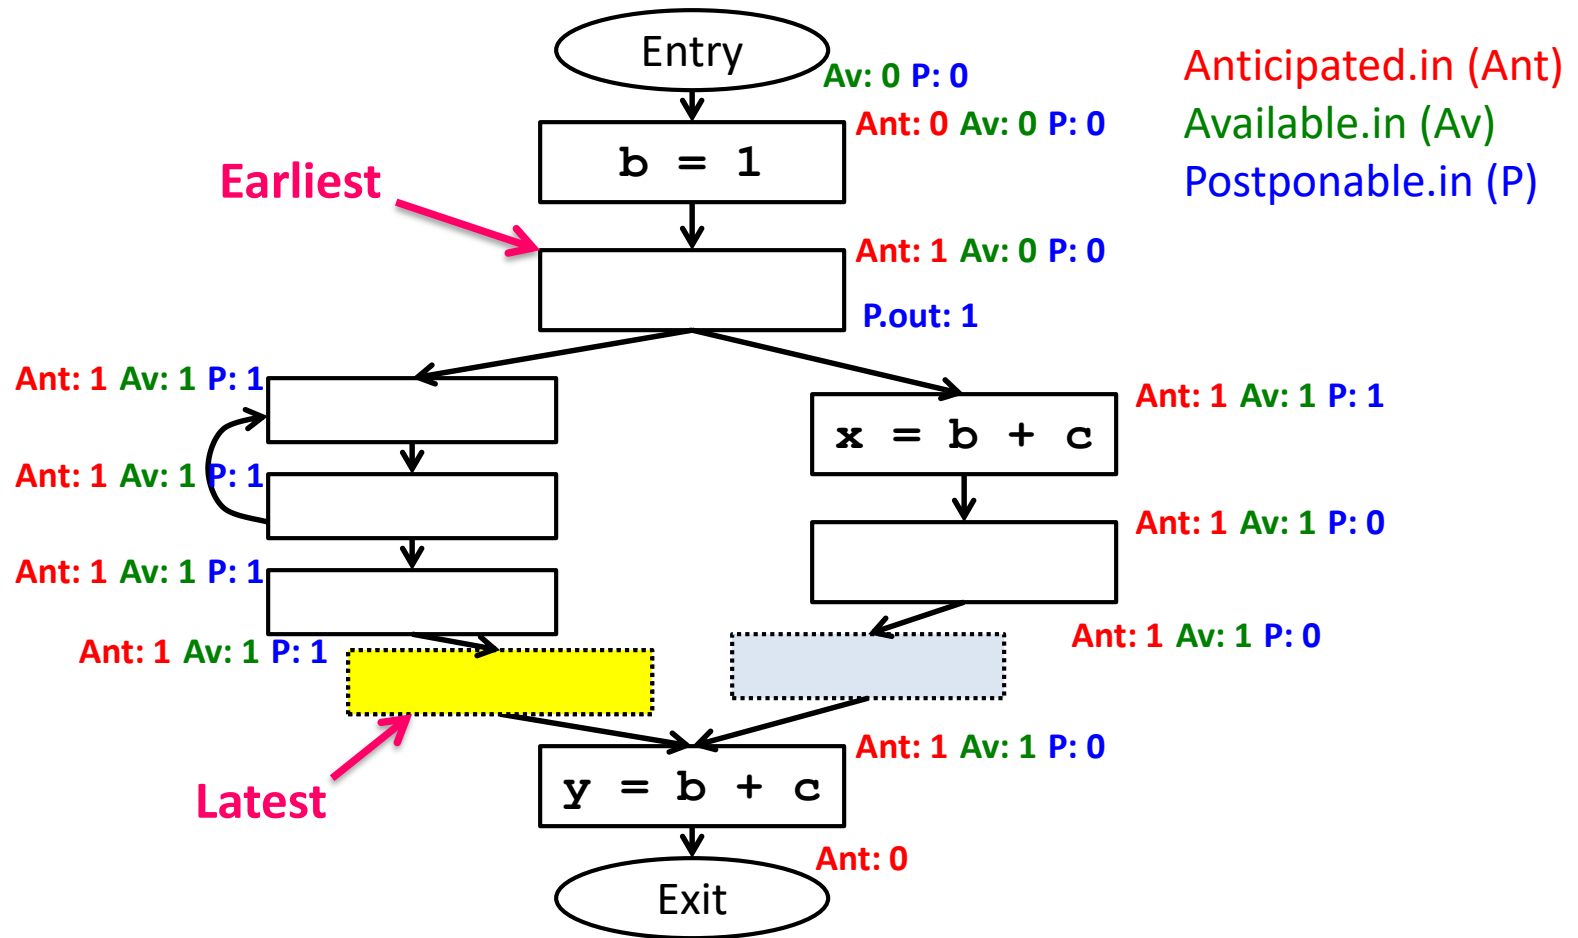 Entry
Av: 0 P: 0
Anticipated.in (Ant)
Available.in (Av)
Postponable.in (P)
b = 1
Ant: 0 Av: 0 P: 0
Earliest
Ant: 1 Av: 0 P: 0
P.out: 1
Ant: 1 Av: 1 P: 1
x = b + c
Ant: 1 Av: 1 P: 1
Ant: 1 Av: 1 P: 1
Ant: 1 Av: 1 P: 0
Ant: 1 Av: 1 P: 1
Ant: 1 Av: 1 P: 1
Ant: 1 Av: 1 P: 0
Latest
y = b + c
Ant: 1 Av: 1 P: 0
Ant: 0
Exit